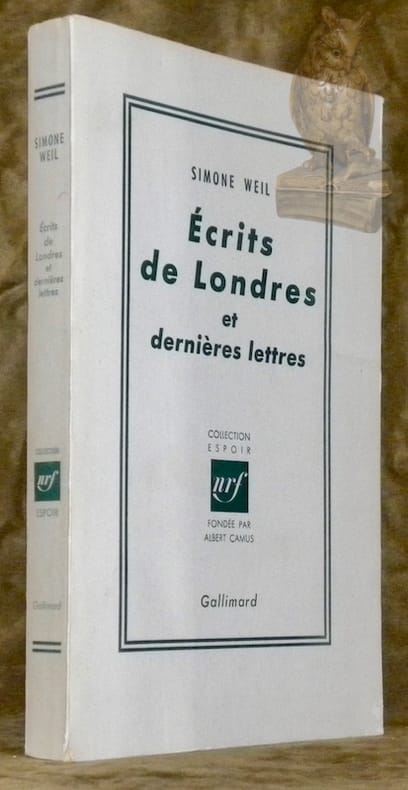 SIMONE
WEIL
Écrits
de
Londres
et
dernières
lettres
COLLECTION
nrf
ESPOIR
Gallimard
SIMONE WEIL
Écrits
de Londres
et
dernières lettres
COLLECTION
ESPOIR
nrf
FONDÉE PAR
ALBERT CAMUS
Gallimard